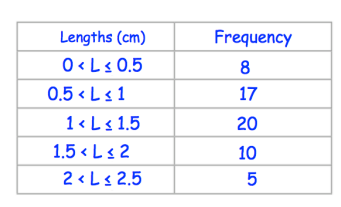 Lengths (cm) Frequency
0 < L ≤ 0.5 8
0.5 < L ≤ 1 17
1 < L ≤ 1.5 20
1.5 < L ≤ 2 10
2 < L ≤ 2.5 5